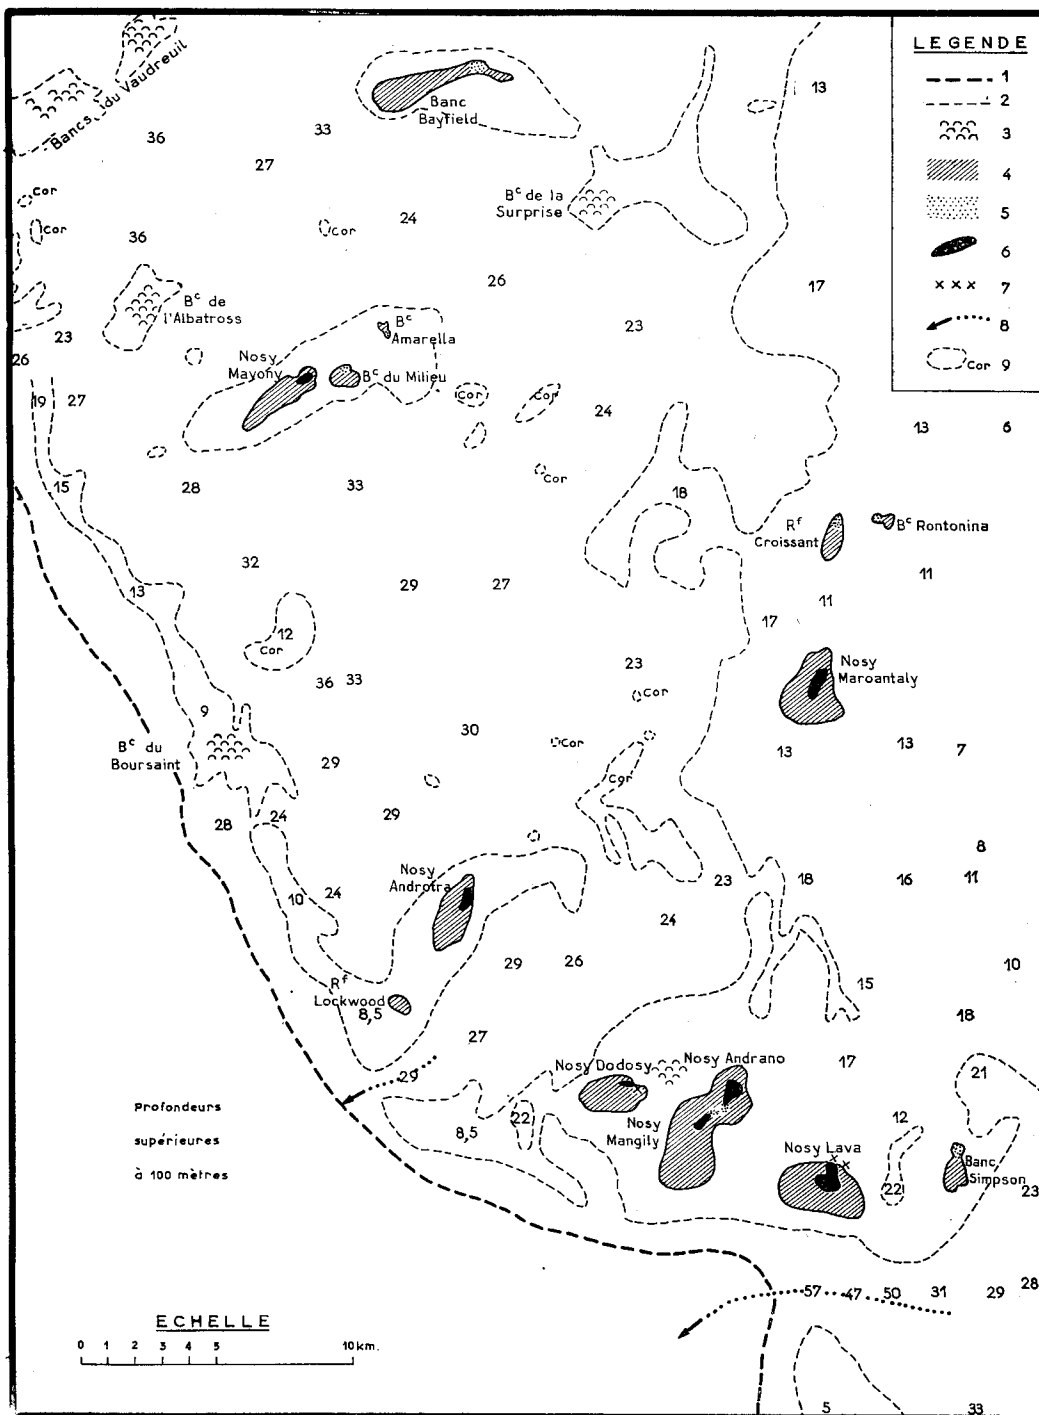 LEGENDE
1
2
3
4
5
6
7
8
Cor 9
Bancs du Vaudreuil
Banc
Bayfield
13
36
33
27
Cor
Cor
Cor
24
Bᶜ de la
Surprise
36
26
17
Bᶜ de
l'Albatross
23
26
23
Bᶜ
Amarella
Nosy
Mayony
Bᶜ du Milieu
19
27
Cor
Cor
24
13
6
15
28
33
Cor
18
Rᶠ
Croissant
Bᶜ Rontonina
32
13
29
27
11
11
17
12
Cor
23
Nosy
Maroantaly
36
33
Cor
9
30
Bᶜ du
Boursaint
Cor
13
13
7
29
Cor
28
24
29
8
Nosy
Androtra
10
24
23
18
16
11
24
29
26
10
15
Rᶠ
Lockwood
8,5
18
27
17
Nosy Dodosy
Nosy Andrano
29
21
Profondeurs
supérieures
à 100 mètres
8,5
22
Nosy
Mangily
12
Nosy Lava
22
Banc
Simpson
23
57
47
50
31
29
28
ECHELLE
0 1 2 3 4 5 10 km.
5
33